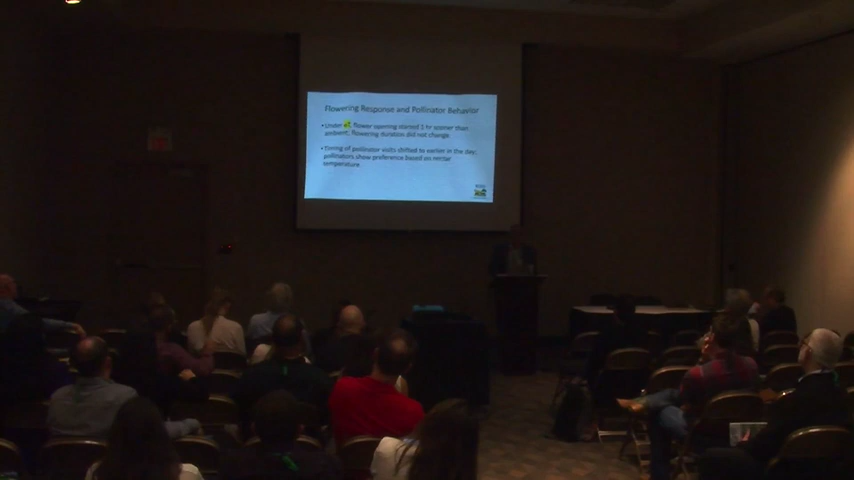 Flowering Response and Pollinator Behavior
•Under eT, flower opening started 1-hr sooner than
ambient, flowering duration did not change
•Timing of pollinator visits shifted to earlier in the day;
pollinators show preference based on nectar
temperature.